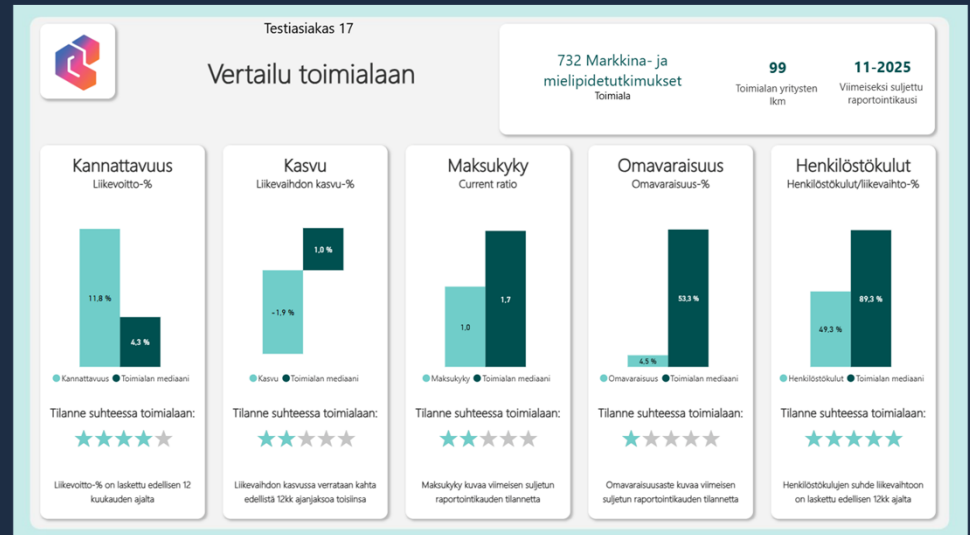 Testiasiakas 17
Vertailu toimialaan
732 Markkina- ja
mielipidetutkimukset
Toimiala
99
Toimialan yritysten
lkm
11-2025
Viimeiseksi suljettu
raportointikausi
Kannattavuus
Liikevoitto-%
11,8 %
4,3 %
Kannattavuus Toimialan mediaani
Tilanne suhteessa toimialaan:
Liikevoitto-% on laskettu edellisen 12
kuukauden ajalta
Kasvu
Liikevaihdon kasvu-%
1,0 %
-1,9 %
Kasvu Toimialan mediaani
Tilanne suhteessa toimialaan:
Liikevaihdon kasvussa verrataan kahta
edellistä 12kk ajanjaksoa toisiinsa
Maksukyky
Current ratio
1,0
1,7
Maksukyky Toimialan mediaani
Tilanne suhteessa toimialaan:
Maksukyky kuvaa viimeisen suljetun
raportointikauden tilannetta
Omavaraisuus
Omavaraisuus-%
4,5 %
53,3 %
Omavaraisuus Toimialan mediaani
Tilanne suhteessa toimialaan:
Omavaraisuusaste kuvaa viimeisen
suljetun raportointikauden tilannetta
Henkilöstökulut
Henkilöstökulut/liikevaihto-%
49,3 %
89,3 %
Henkilöstökulut Toimialan mediaani
Tilanne suhteessa toimialaan:
Henkilöstökulujen suhde liikevaihtoon
on laskettu edellisen 12kk ajalta